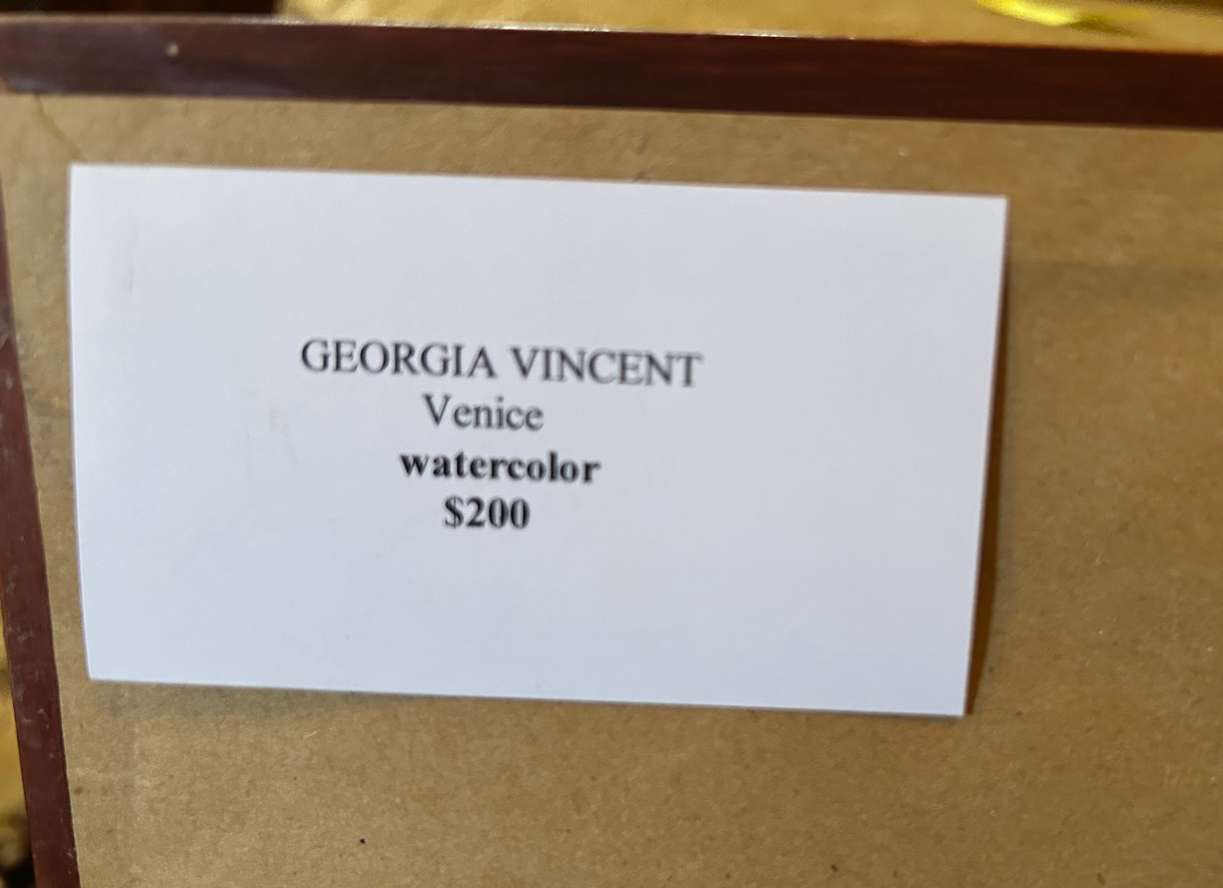 GEORGIA VINCENT
Venice
watercolor
$200